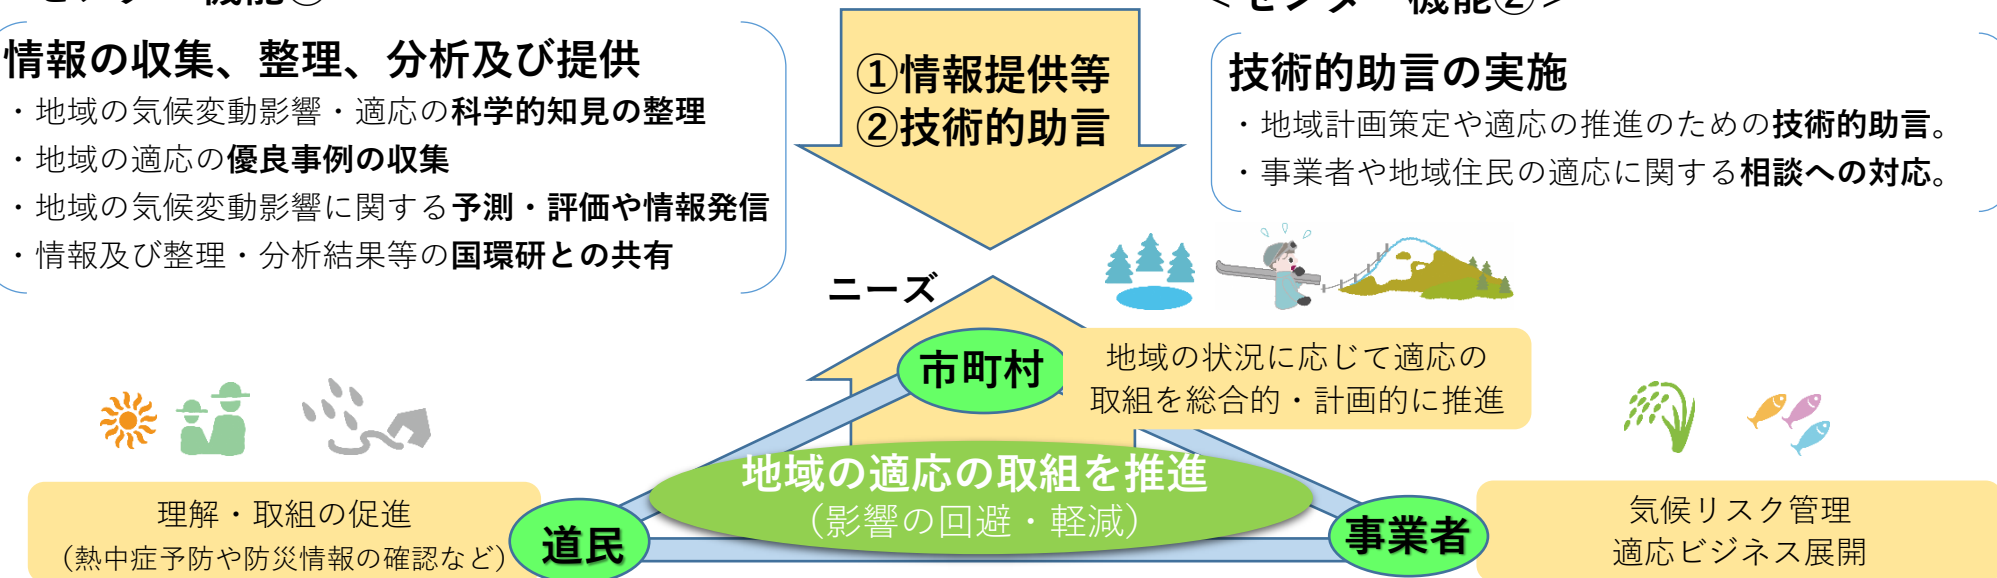 情報の収集、整理、分析及び提供
・地域の気候変動影響・適応の科学的知見の整理
・地域の適応の優良事例の収集
・地域の気候変動影響に関する予測・評価や情報発信
・情報及び整理・分析結果等の国環研との共有
①情報提供等
②技術的助言
<センター機能②>
技術的助言の実施
・地域計画策定や適応の推進のための技術的助言。
・事業者や地域住民の適応に関する相談への対応。
ニーズ
市町村
地域の状況に応じて適応の
取組を総合的・計画的に推進
地域の適応の取組を推進
(影響の回避・軽減)
理解・取組の促進
(熱中症予防や防災情報の確認など)
道民
事業者
気候リスク管理
適応ビジネス展開